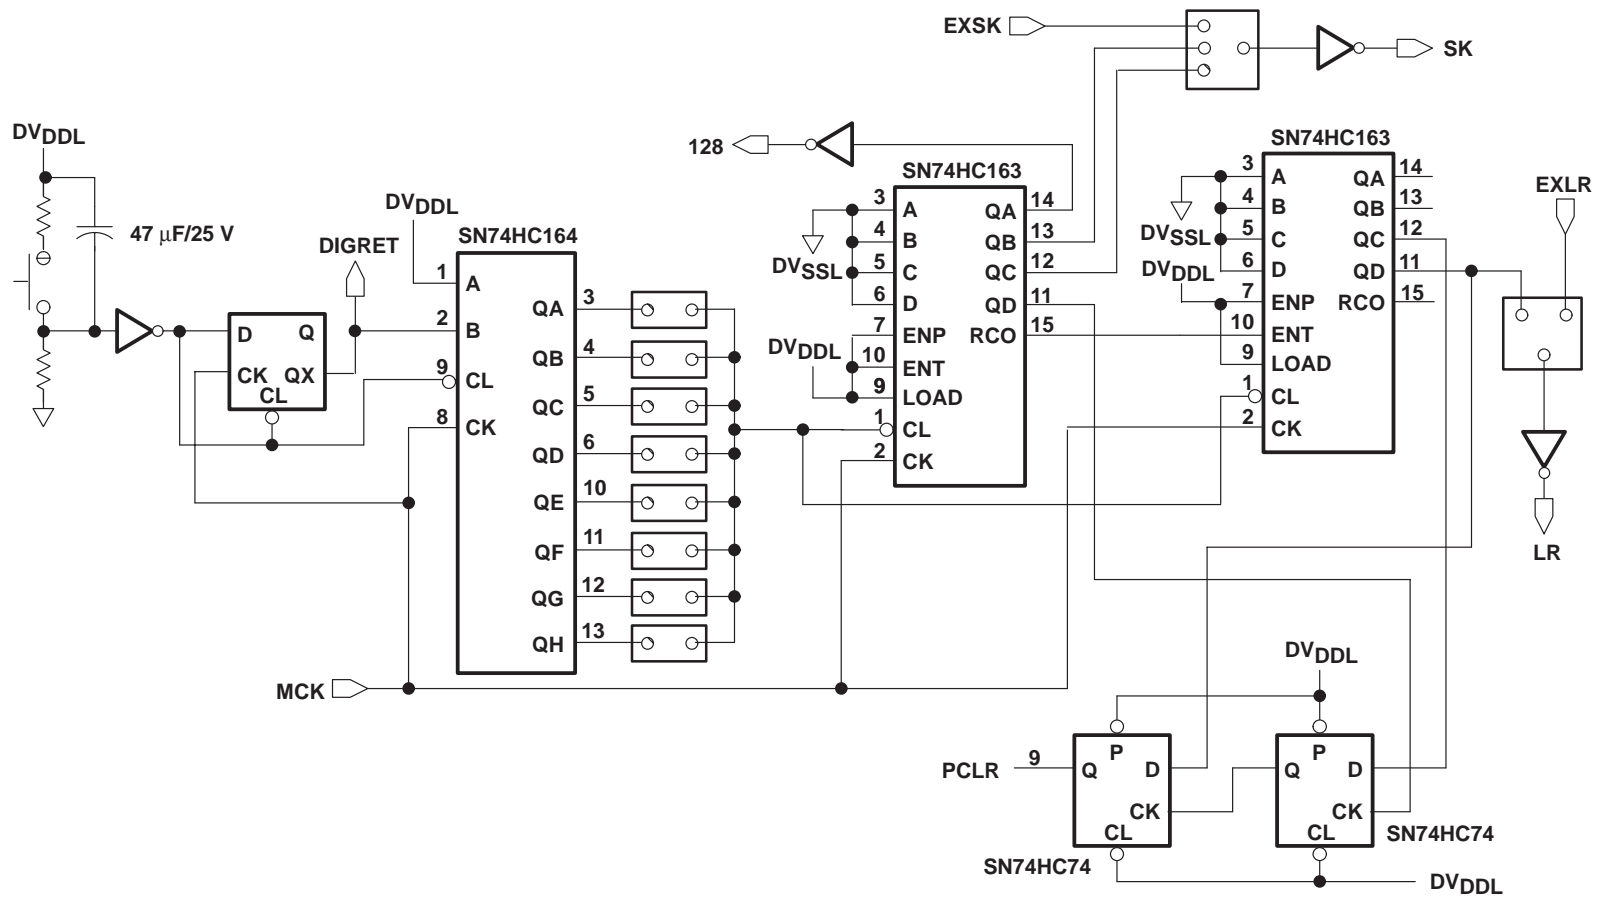 EXSK
SK
DVDDL
47 μF/25 V
DIGRET
D
Q
CK
QX
CL
DVDDL
SN74HC164
1
A
2
B
9
CL
8
CK
QA
3
QB
4
QC
5
QD
6
QE
10
QF
11
QG
12
QH
13
MCK
128
SN74HC163
DVSSL
DVDDL
3
A
4
B
5
C
6
D
7
ENP
10
ENT
9
LOAD
1
CL
2
CK
QA
14
QB
13
QC
12
QD
11
RCO
15
SN74HC163
DVSSL
DVDDL
3
A
4
B
5
C
6
D
7
ENP
10
ENT
9
LOAD
1
CL
2
CK
QA
14
QB
13
QC
12
QD
11
RCO
15
EXLR
LR
DVDDL
PCLR
9
P
Q
D
CK
CL
SN74HC74
P
Q
D
CK
CL
SN74HC74
DVDDL